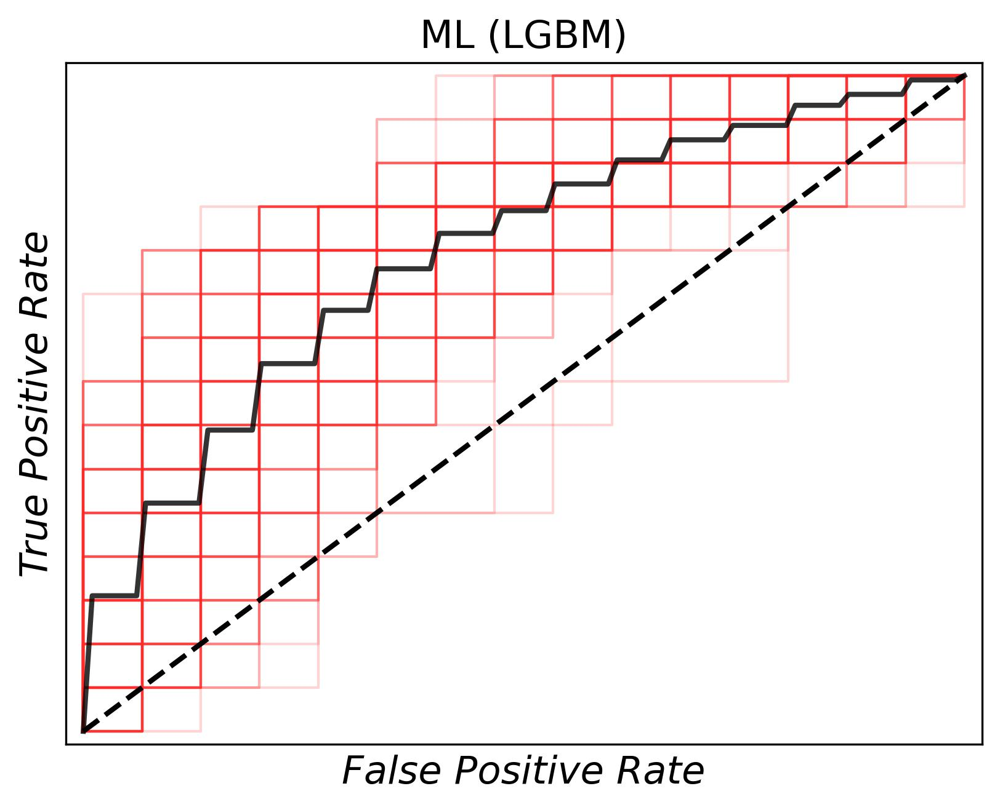 ML (LGBM)
True Positive Rate
False Positive Rate